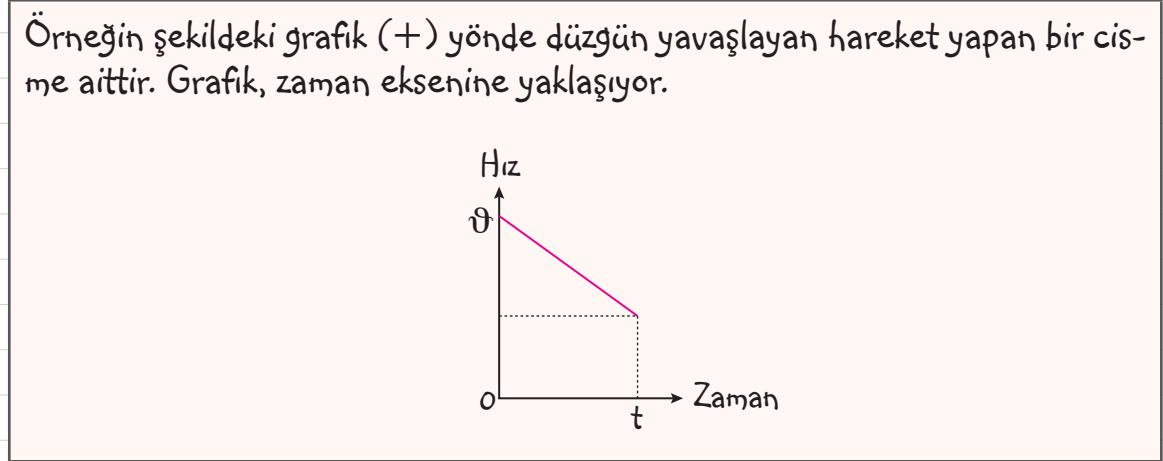 Örneğin şekildeki grafik (+) yönde düzgün yavaşlayan hareket yapan bir cis-
me aittir. Grafik, zaman eksenine yaklaşıyor.
Hız
ϑ
0
Zaman
t